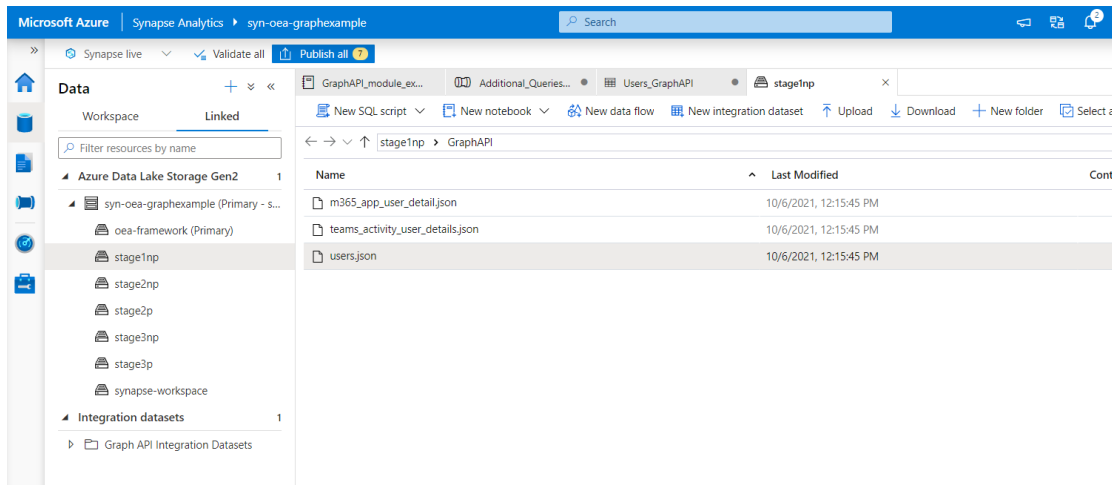 Microsoft Azure Synapse Analytics syn-oea-graphexample Search 2
Synapse live Validate all Publish all 7
Data
Workspace Linked
Filter resources by name
Azure Data Lake Storage Gen2 1
syn-oea-graphexample (Primary - s...
oea-framework (Primary)
stage1np
stage2np
stage2p
stage3np
stage3p
synapse-workspace
Integration datasets 1
Graph API Integration Datasets
GraphAPI_module_ex... Additional_Queries... Users_GraphAPI stage1np
New SQL script New notebook New data flow New integration dataset Upload Download New folder Select a
stage1np GraphAPI
Name Last Modified Cont
m365_app_user_detail.json 10/6/2021, 12:15:45 PM
teams_activity_user_details.json 10/6/2021, 12:15:45 PM
users.json 10/6/2021, 12:15:45 PM